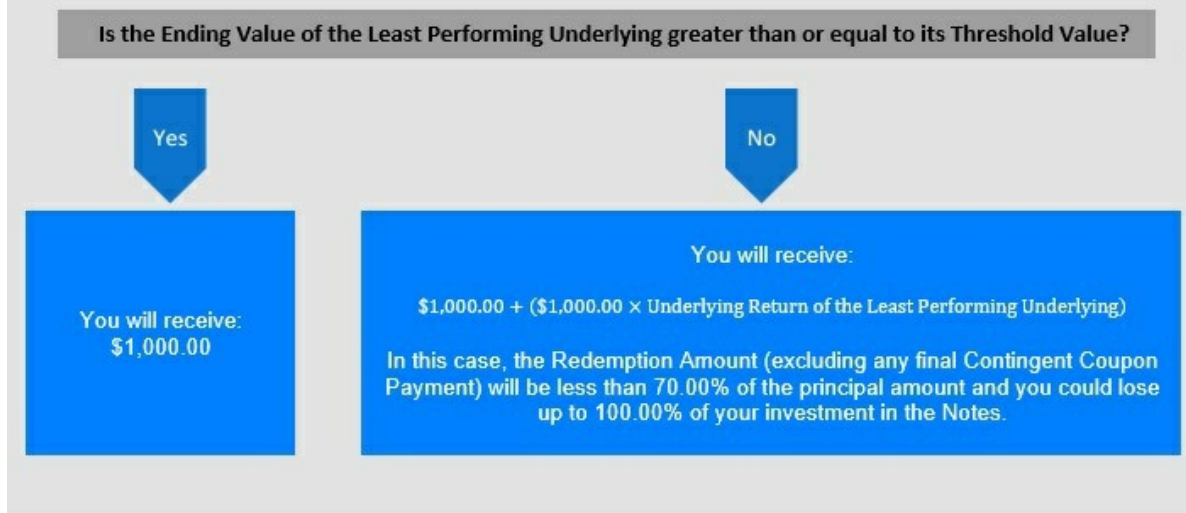 Is the Ending Value of the Least Performing Underlying greater than or equal to its Threshold Value?
Yes
No
You will receive:
$1,000.00
You will receive:
$1,000.00 + ($1,000.00 × Underlying Return of the Least Performing Underlying)
In this case, the Redemption Amount (excluding any final Contingent Coupon
Payment) will be less than 70.00% of the principal amount and you could lose
up to 100.00% of your investment in the Notes.